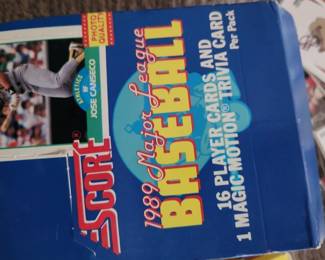 PHOTO
QUALITY
ATHLETICS OF
JOSE CANSECO
SCORE®
1989 Major League
BASEBALL
16 PLAYER CARDS AND
1 MAGIC MOTION® TRIVIA CARD
Per Pack